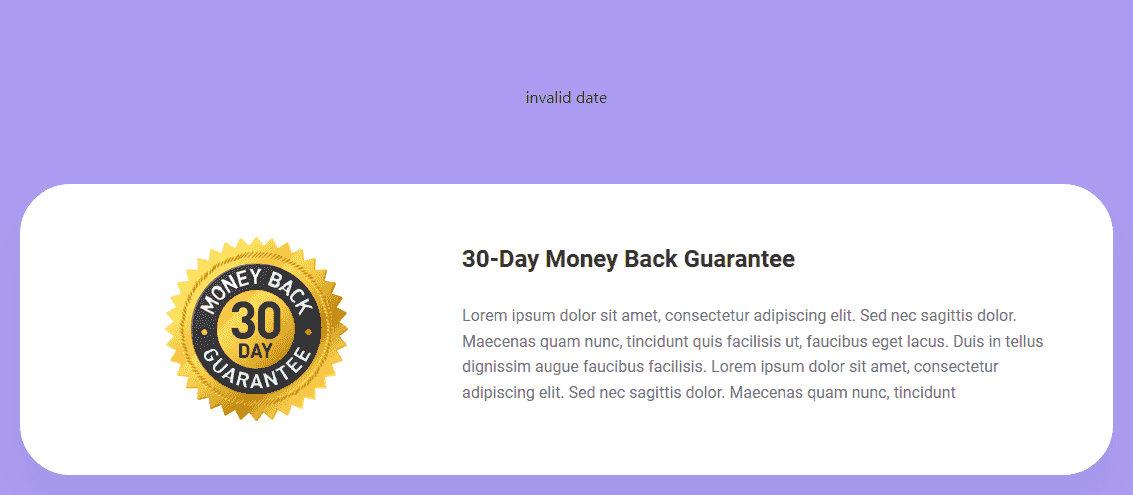 invalid date
MONEY BACK
30
DAY
GUARANTEE
30-Day Money Back Guarantee
Lorem ipsum dolor sit amet, consectetur adipiscing elit. Sed nec sagittis dolor.
Maecenas quam nunc, tincidunt quis facilisis ut, faucibus eget lacus. Duis in tellus
dignissim augue faucibus facilisis. Lorem ipsum dolor sit amet, consectetur
adipiscing elit. Sed nec sagittis dolor. Maecenas quam nunc, tincidunt